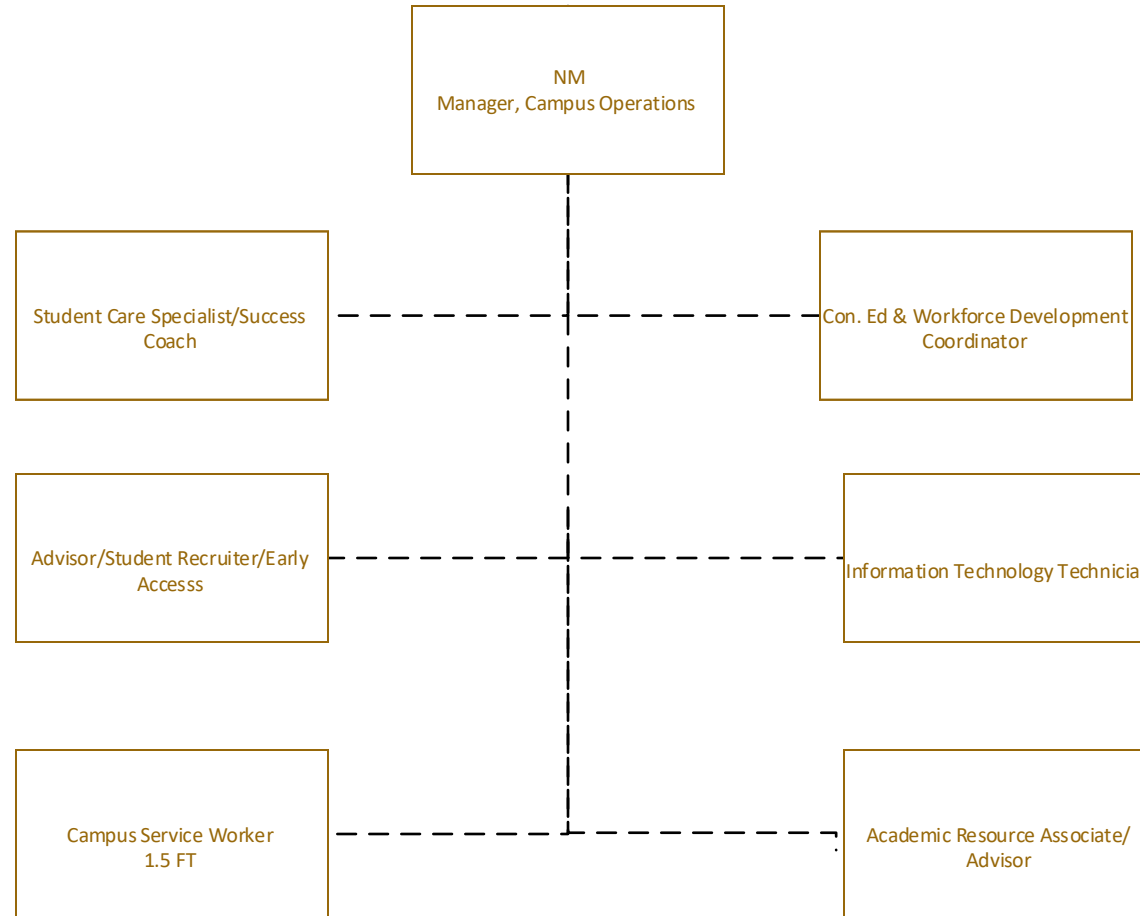 NM
Manager, Campus Operations
Student Care Specialist/Success
Coach
Con. Ed & Workforce Development
Coordinator
Advisor/Student Recruiter/Early
Accesss
Information Technology Technicia
Campus Service Worker
1.5 FT
Academic Resource Associate/
Advisor